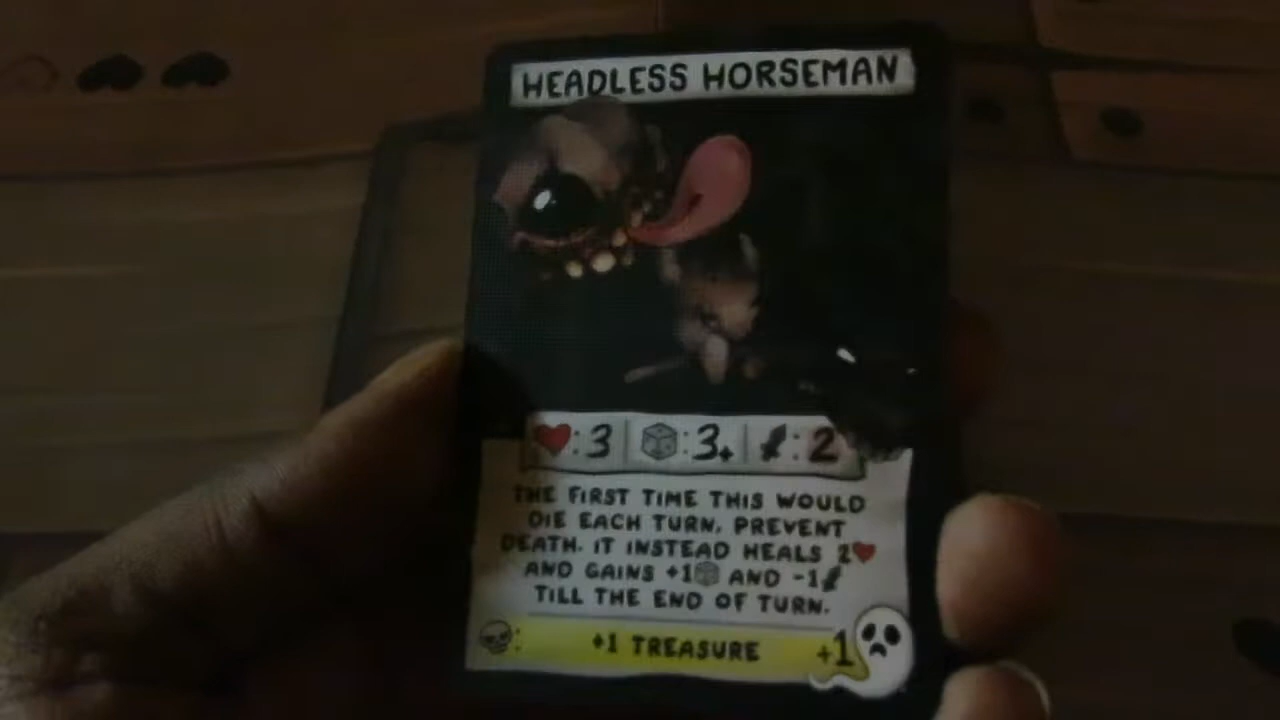 HEADLESS HORSEMAN
:3 :3+ :2
THE FIRST TIME THIS WOULD
DIE EACH TURN, PREVENT
DEATH. IT INSTEAD HEALS 2
AND GAINS +1 AND -1
TILL THE END OF TURN.
: +1 TREASURE +1